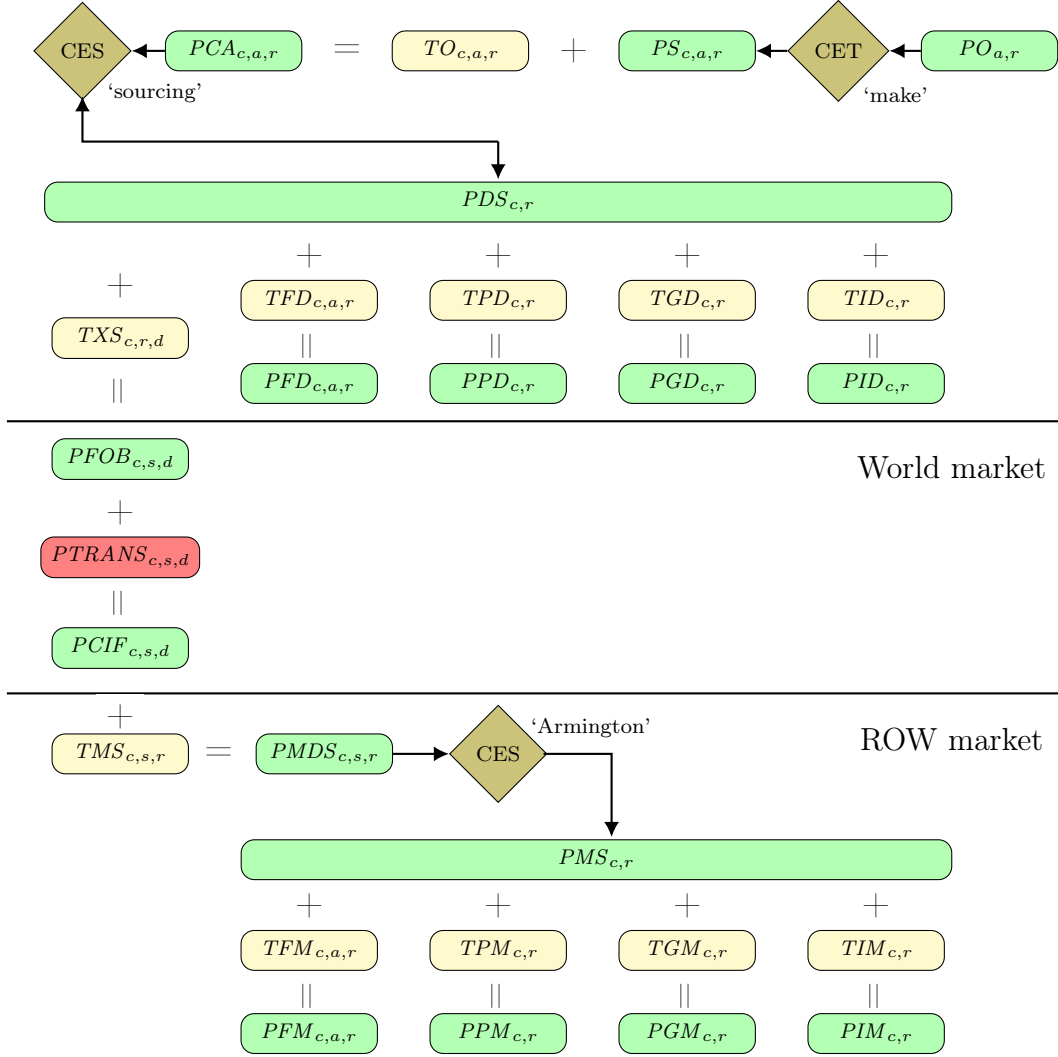 CES PCA_{c,a,r} = TO_{c,a,r} + PS_{c,a,r} CET PO_{a,r}
‘sourcing’ ‘make’
PDS_{c,r}
+ + + + +
TFD_{c,a,r} TPD_{c,r} TGD_{c,r} TID_{c,r}
TXS_{c,r,d}
|| || || || ||
PFD_{c,a,r} PPD_{c,r} PGD_{c,r} PID_{c,r}
PFOB_{c,s,d} World market
+
PTRANS_{c,s,d}
||
PCIF_{c,s,d}
+
TMS_{c,s,r} = PMDS_{c,s,r} CES ‘Armington’ ROW market
PMS_{c,r}
+ + + +
TFM_{c,a,r} TPM_{c,r} TGM_{c,r} TIM_{c,r}
|| || || ||
PFM_{c,a,r} PPM_{c,r} PGM_{c,r} PIM_{c,r}